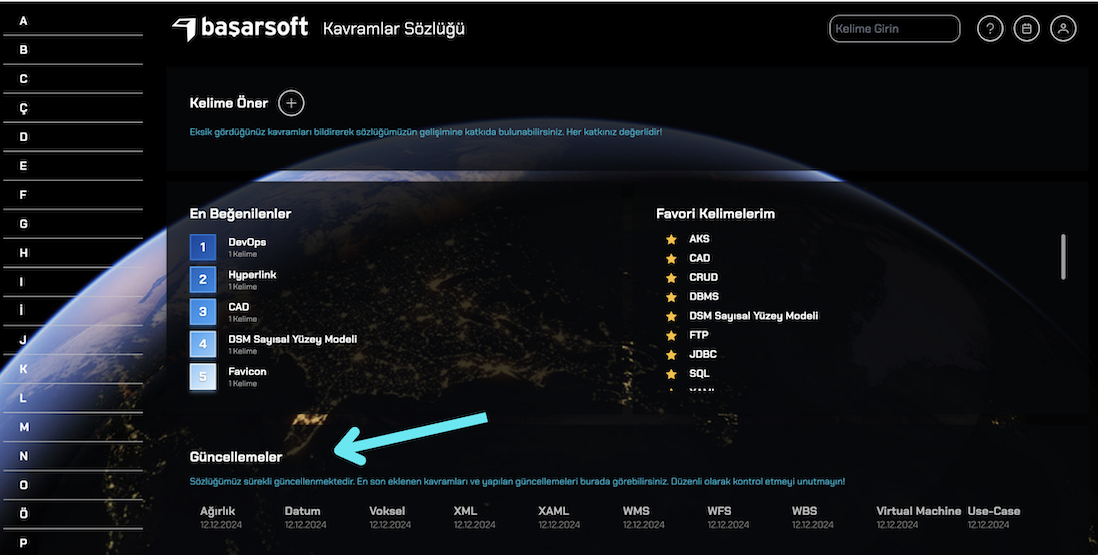 A
B
C
Ç
D
E
F
G
H
I
İ
J
K
L
M
N
O
Ö
P
başarsoft Kavramlar Sözlüğü
Kelime Girin
?
Kelime Öner +
Eksik gördüğünüz kavramları bildirerek sözlüğümüzün gelişimine katkıda bulunabilirsiniz. Her katkınız değerlidir!
En Beğenilenler
1 DevOps
1 Kelime
2 Hyperlink
1 Kelime
3 CAD
1 Kelime
4 DSM Sayısal Yüzey Modeli
1 Kelime
5 Favicon
1 Kelime
Favori Kelimelerim
AKS
CAD
CRUD
DBMS
DSM Sayısal Yüzey Modeli
FTP
JDBC
SQL
Güncellemeler
Sözlüğümüz sürekli güncellenmektedir. En son eklenen kavramları ve yapılan güncellemeleri burada görebilirsiniz. Düzenli olarak kontrol etmeyi unutmayın!
Ağırlık Datum Voksel XML XAML WMS WFS WBS Virtual Machine Use-Case
12.12.2024 12.12.2024 12.12.2024 12.12.2024 12.12.2024 12.12.2024 12.12.2024 12.12.2024 12.12.2024 12.12.2024